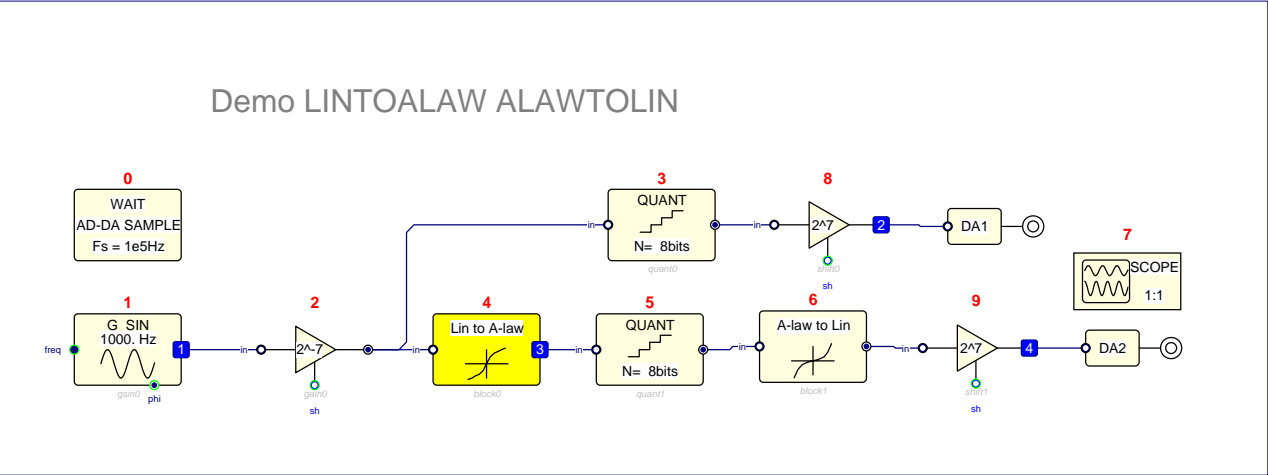 Demo LINTOALAW ALAWTOLIN
0
WAIT
AD-DA SAMPLE
Fs = 1e5Hz
3
QUANT
N= 8bits
quant0
in
8
in
2^7
shift0
sh
2
DA1
7
SCOPE
1:1
1
G SIN
1000. Hz
freq
gsin0
phi
1
2
in
2^-7
gain0
sh
4
in
Lin to A-law
block0
3
5
in
QUANT
N= 8bits
quant1
6
in
A-law to Lin
block1
9
in
2^7
shift1
sh
4
DA2